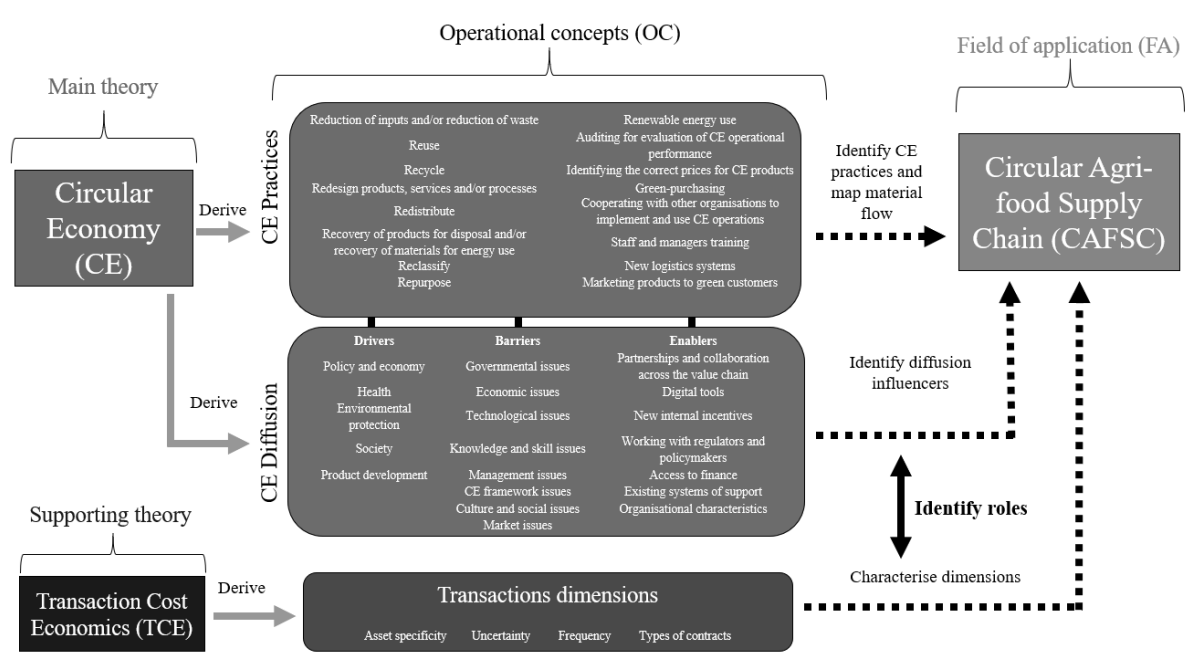 Operational concepts (OC)
Field of application (FA)
Main theory
Circular
Economy
(CE)
Derive
Derive
CE Practices
Reduction of inputs and/or reduction of waste
Reuse
Recycle
Redesign products, services and/or processes
Redistribute
Recovery of products for disposal and/or
recovery of materials for energy use
Reclassify
Repurpose
Renewable energy use
Auditing for evaluation of CE operational
performance
Identifying the correct prices for CE products
Green-purchasing
Cooperating with other organisations to
implement and use CE operations
Staff and managers training
New logistics systems
Marketing products to green customers
Identify CE
practices and
map material
flow
Circular Agri-
food Supply
Chain (CAFSC)
CE Diffusion
Drivers
Policy and economy
Health
Environmental
protection
Society
Product development
Barriers
Governmental issues
Economic issues
Technological issues
Knowledge and skill issues
Management issues
CE framework issues
Culture and social issues
Market issues
Enablers
Partnerships and collaboration
across the value chain
Digital tools
New internal incentives
Working with regulators and
policymakers
Access to finance
Existing systems of support
Organisational characteristics
Identify diffusion
influencers
Identify roles
Characterise dimensions
Supporting theory
Transaction Cost
Economics (TCE)
Derive
Transactions dimensions
Asset specificity
Uncertainty
Frequency
Types of contracts